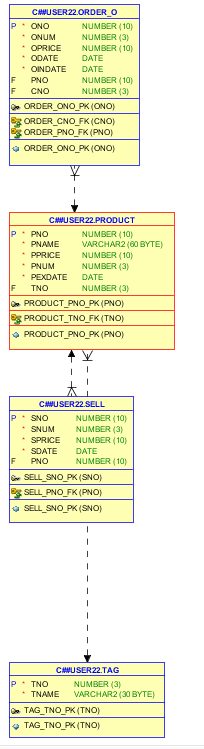 C##USER22.ORDER_O
P * ONO NUMBER (10)
* ONUM NUMBER (3)
* OPRICE NUMBER (10)
* ODATE DATE
* OINDATE DATE
F PNO NUMBER (10)
F CNO NUMBER (3)
ORDER_ONO_PK (ONO)
ORDER_CNO_FK (CNO)
ORDER_PNO_FK (PNO)
ORDER_ONO_PK (ONO)
C##USER22.PRODUCT
P * PNO NUMBER (10)
* PNAME VARCHAR2 (60 BYTE)
* PPRICE NUMBER (10)
* PNUM NUMBER (3)
* PEXDATE DATE
F TNO NUMBER (3)
PRODUCT_PNO_PK (PNO)
PRODUCT_TNO_FK (TNO)
PRODUCT_PNO_PK (PNO)
C##USER22.SELL
P * SNO NUMBER (10)
* SNUM NUMBER (3)
* SPRICE NUMBER (10)
* SDATE DATE
F PNO NUMBER (10)
SELL_SNO_PK (SNO)
SELL_PNO_FK (PNO)
SELL_SNO_PK (SNO)
C##USER22.TAG
P * TNO NUMBER (3)
* TNAME VARCHAR2 (30 BYTE)
TAG_TNO_PK (TNO)
TAG_TNO_PK (TNO)